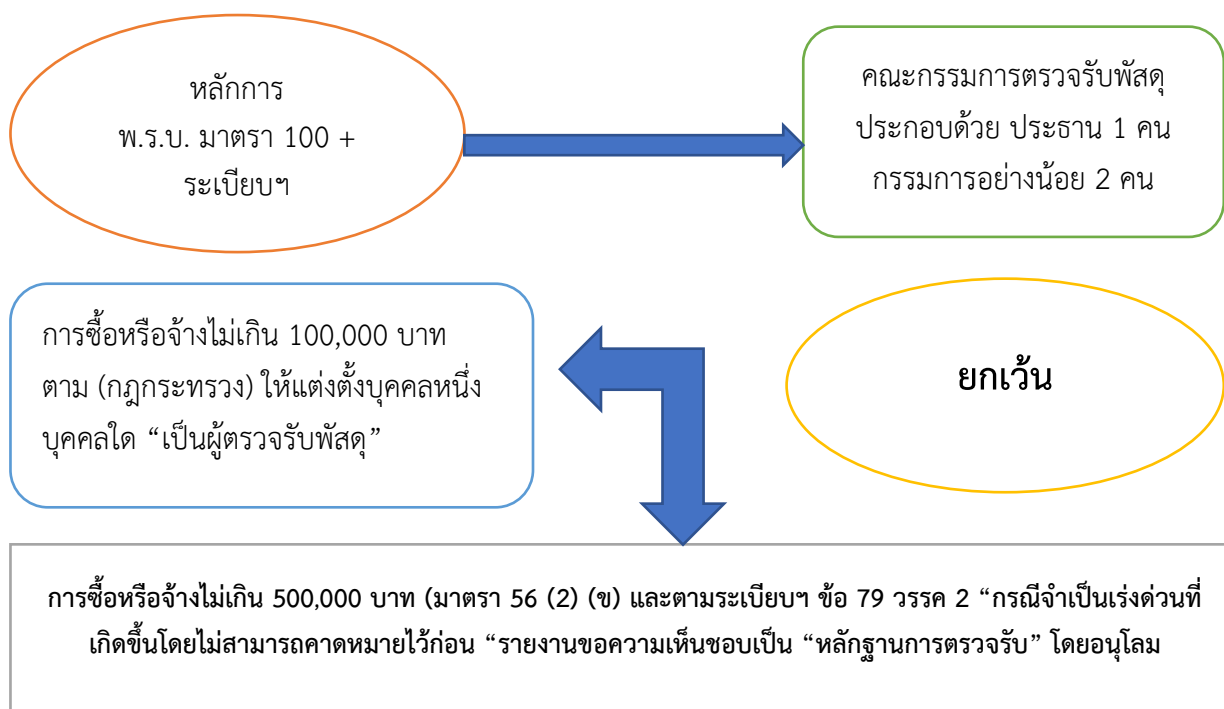 หลักการ
พ.ร.บ. มาตรา 100 +
ระเบียบฯ
คณะกรรมการตรวจรับพัสดุ
ประกอบด้วย ประธาน 1 คน
กรรมการอย่างน้อย 2 คน
การซื้อหรือจ้างไม่เกิน 100,000 บาท
ตาม (กฎกระทรวง) ให้แต่งตั้งบุคคลหนึ่ง
บุคคลใด “เป็นผู้ตรวจรับพัสดุ”
ยกเว้น
การซื้อหรือจ้างไม่เกิน 500,000 บาท (มาตรา 56 (2) (ข) และตามระเบียบฯ ข้อ 79 วรรค 2 “กรณีจำเป็นเร่งด่วนที่
เกิดขึ้นโดยไม่สามารถคาดหมายไว้ก่อน “รายงานขอความเห็นชอบเป็น “หลักฐานการตรวจรับ” โดยอนุโลม